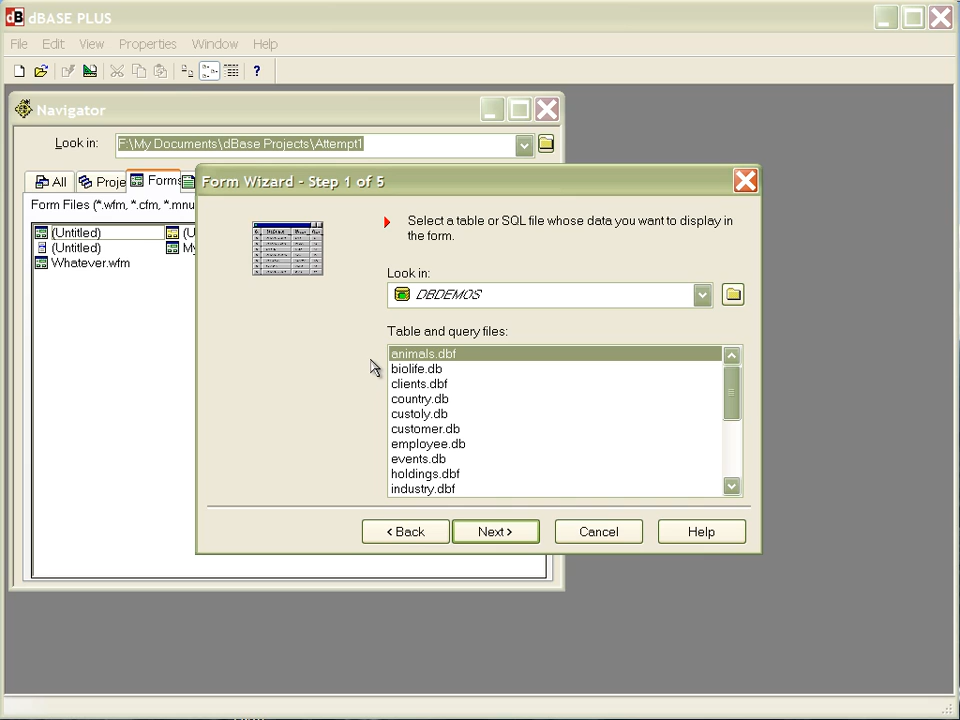 dBASE PLUS
File Edit View Properties Window Help
Navigator
Look in: F:\My Documents\dBase Projects\Attempt1
All Proje Forms
Form Files (*.wfm, *.cfm, *.mnu
(Untitled) (U
(Untitled) My
Whatever.wfm
Form Wizard - Step 1 of 5
Select a table or SQL file whose data you want to display in
the form.
Look in:
DBDEMOS
Table and query files:
animals.dbf
biolife.db
clients.dbf
country.db
custoly.db
customer.db
employee.db
events.db
holdings.dbf
industry.dbf
< Back Next > Cancel Help